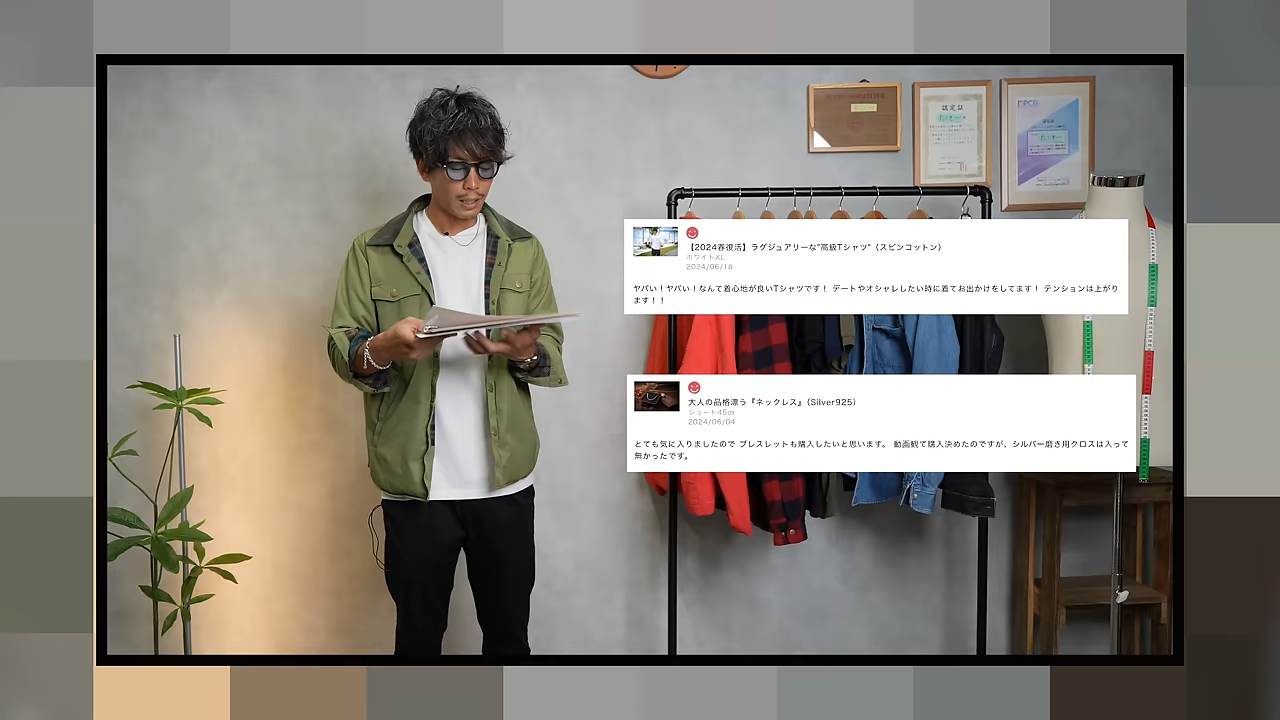 認定証
PCB
【2024春復活】ラグジュアリーな"高級Tシャツ"（スピンコットン）
ホワイトXL
2024/06/18
ヤバい！ヤバい！なんて着心地が良いTシャツです！ デートやオシャレしたい時に着てお出かけをしてます！ テンションは上がり
ます！！
大人の品格漂う『ネックレス』（Silver925）
ショート45㎝
2024/06/04
とても気に入りましたので ブレスレットも購入したいと思います。 動画観て購入決めたのですが、シルバー磨き用クロスは入って
無かったです。